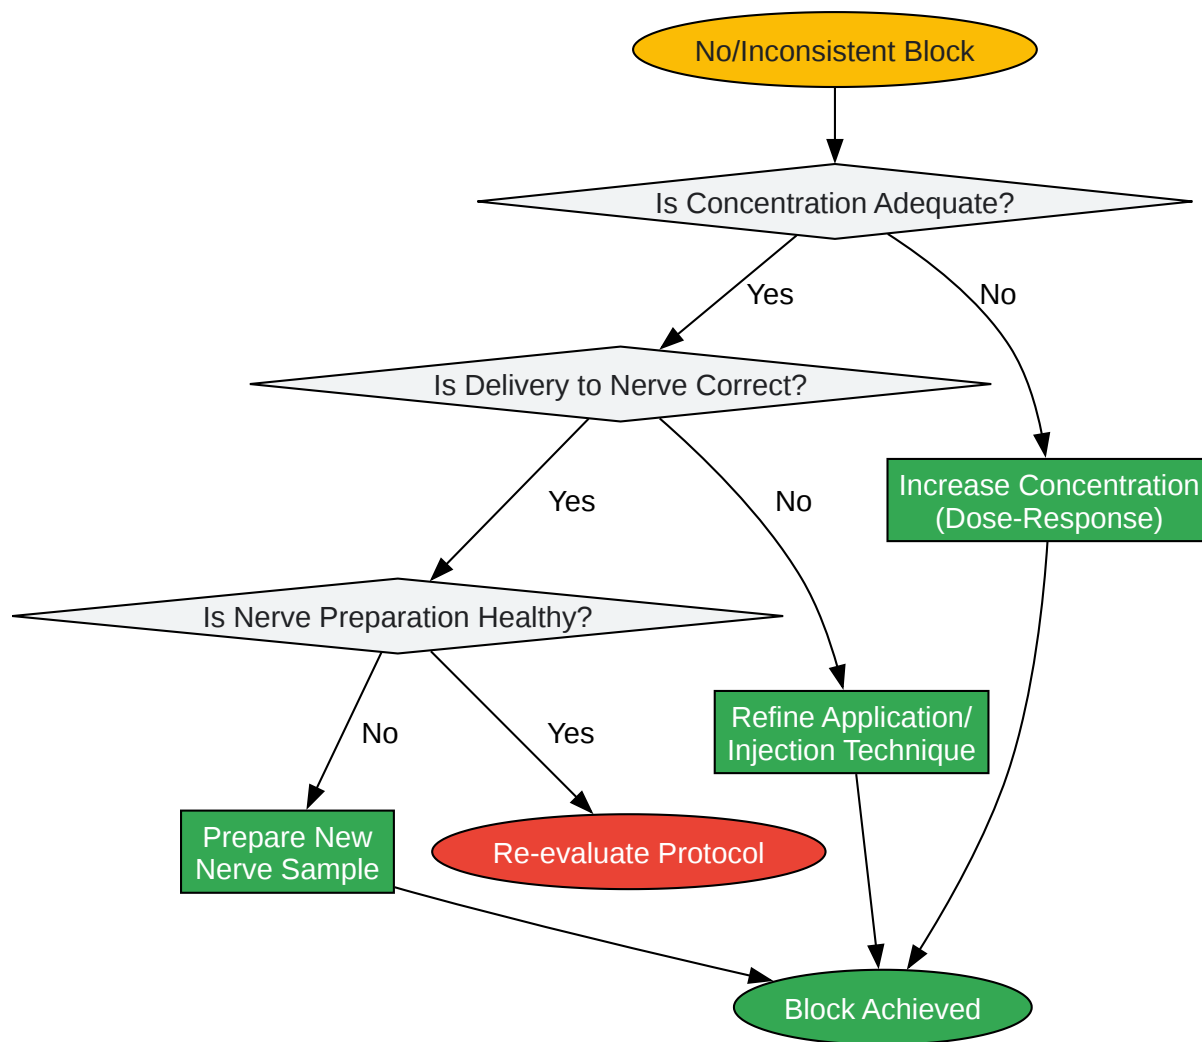 No/Inconsistent Block
Is Concentration Adequate?
Yes
No
Is Delivery to Nerve Correct?
Increase Concentration
(Dose-Response)
Yes
No
Is Nerve Preparation Healthy?
Refine Application/
Injection Technique
No
Yes
Prepare New
Nerve Sample
Re-evaluate Protocol
Block Achieved